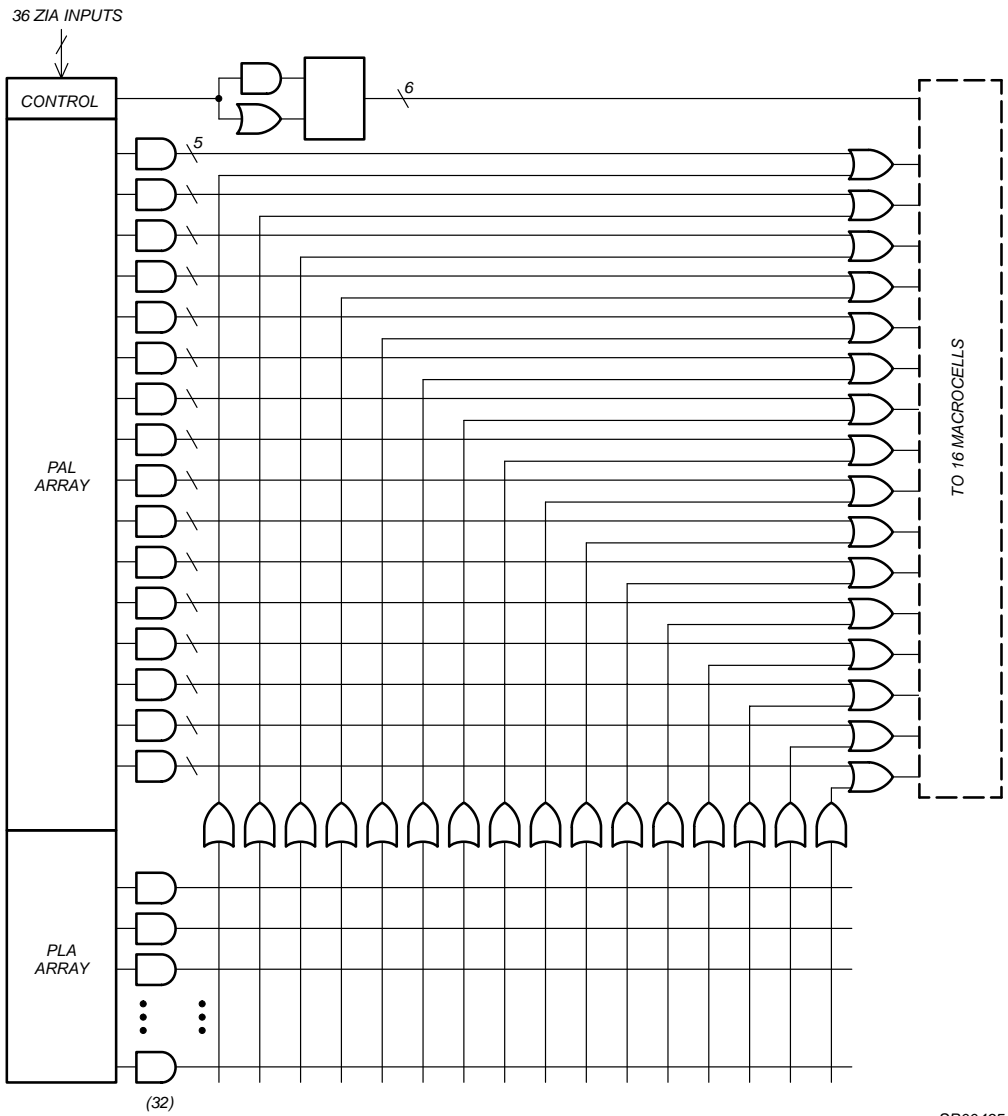 36 ZIA INPUTS
CONTROL
6
5
PAL
ARRAY
TO 16 MACROCELLS
PLA
ARRAY
(32)